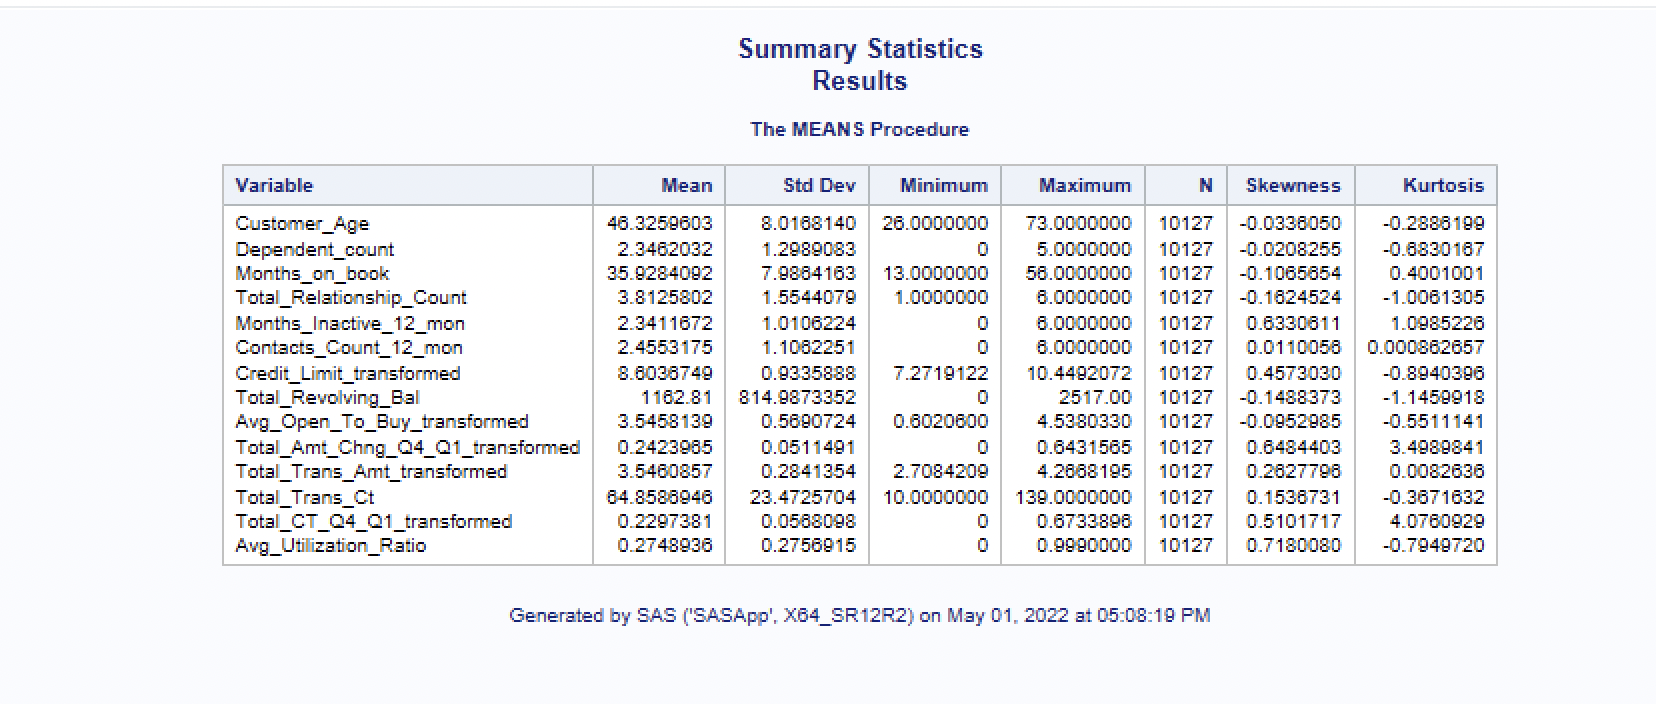 Summary Statistics
Results
The MEANS Procedure
Variable Mean Std Dev Minimum Maximum N Skewness Kurtosis
Customer_Age 46.3259603 8.0168140 26.0000000 73.0000000 10127 -0.0336050 -0.2886199
Dependent_count 2.3462032 1.2989083 0 5.0000000 10127 -0.0208255 -0.6830167
Months_on_book 35.9284092 7.9864163 13.0000000 56.0000000 10127 -0.1065654 0.4001001
Total_Relationship_Count 3.8125802 1.5544079 1.0000000 6.0000000 10127 -0.1624524 -1.0061305
Months_Inactive_12_mon 2.3411672 1.0106224 0 6.0000000 10127 0.6330611 1.0985226
Contacts_Count_12_mon 2.4553175 1.1062251 0 6.0000000 10127 0.0110056 0.000862657
Credit_Limit_transformed 8.6036749 0.9335888 7.2719122 10.4492072 10127 0.4573030 -0.8940396
Total_Revolving_Bal 1162.81 814.9873352 0 2517.00 10127 -0.1488373 -1.1459918
Avg_Open_To_Buy_transformed 3.5458139 0.5690724 0.6020600 4.5380330 10127 -0.0952985 -0.5511141
Total_Amt_Chng_Q4_Q1_transformed 0.2423965 0.0511491 0 0.6431565 10127 0.6484403 3.4989841
Total_Trans_Amt_transformed 3.5460857 0.2841354 2.7084209 4.2668195 10127 0.2627796 0.0082636
Total_Trans_Ct 64.8586946 23.4725704 10.0000000 139.0000000 10127 0.1536731 -0.3671632
Total_CT_Q4_Q1_transformed 0.2297381 0.0568098 0 0.6733896 10127 0.5101717 4.0760929
Avg_Utilization_Ratio 0.2748936 0.2756915 0 0.9990000 10127 0.7180080 -0.7949720
Generated by SAS ('SASApp', X64_SR12R2) on May 01, 2022 at 05:08:19 PM